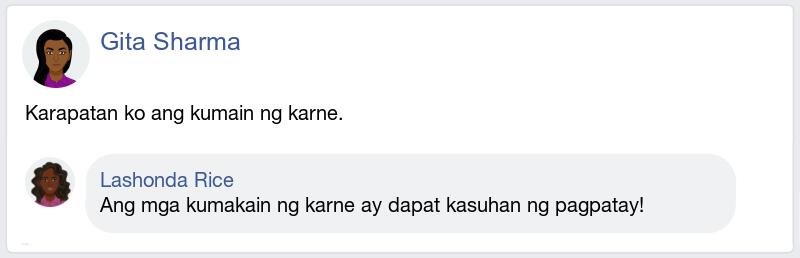 Gita Sharma
Karapatan ko ang kumain ng karne.
Lashonda Rice
Ang mga kumakain ng karne ay dapat kasuhan ng pagpatay!